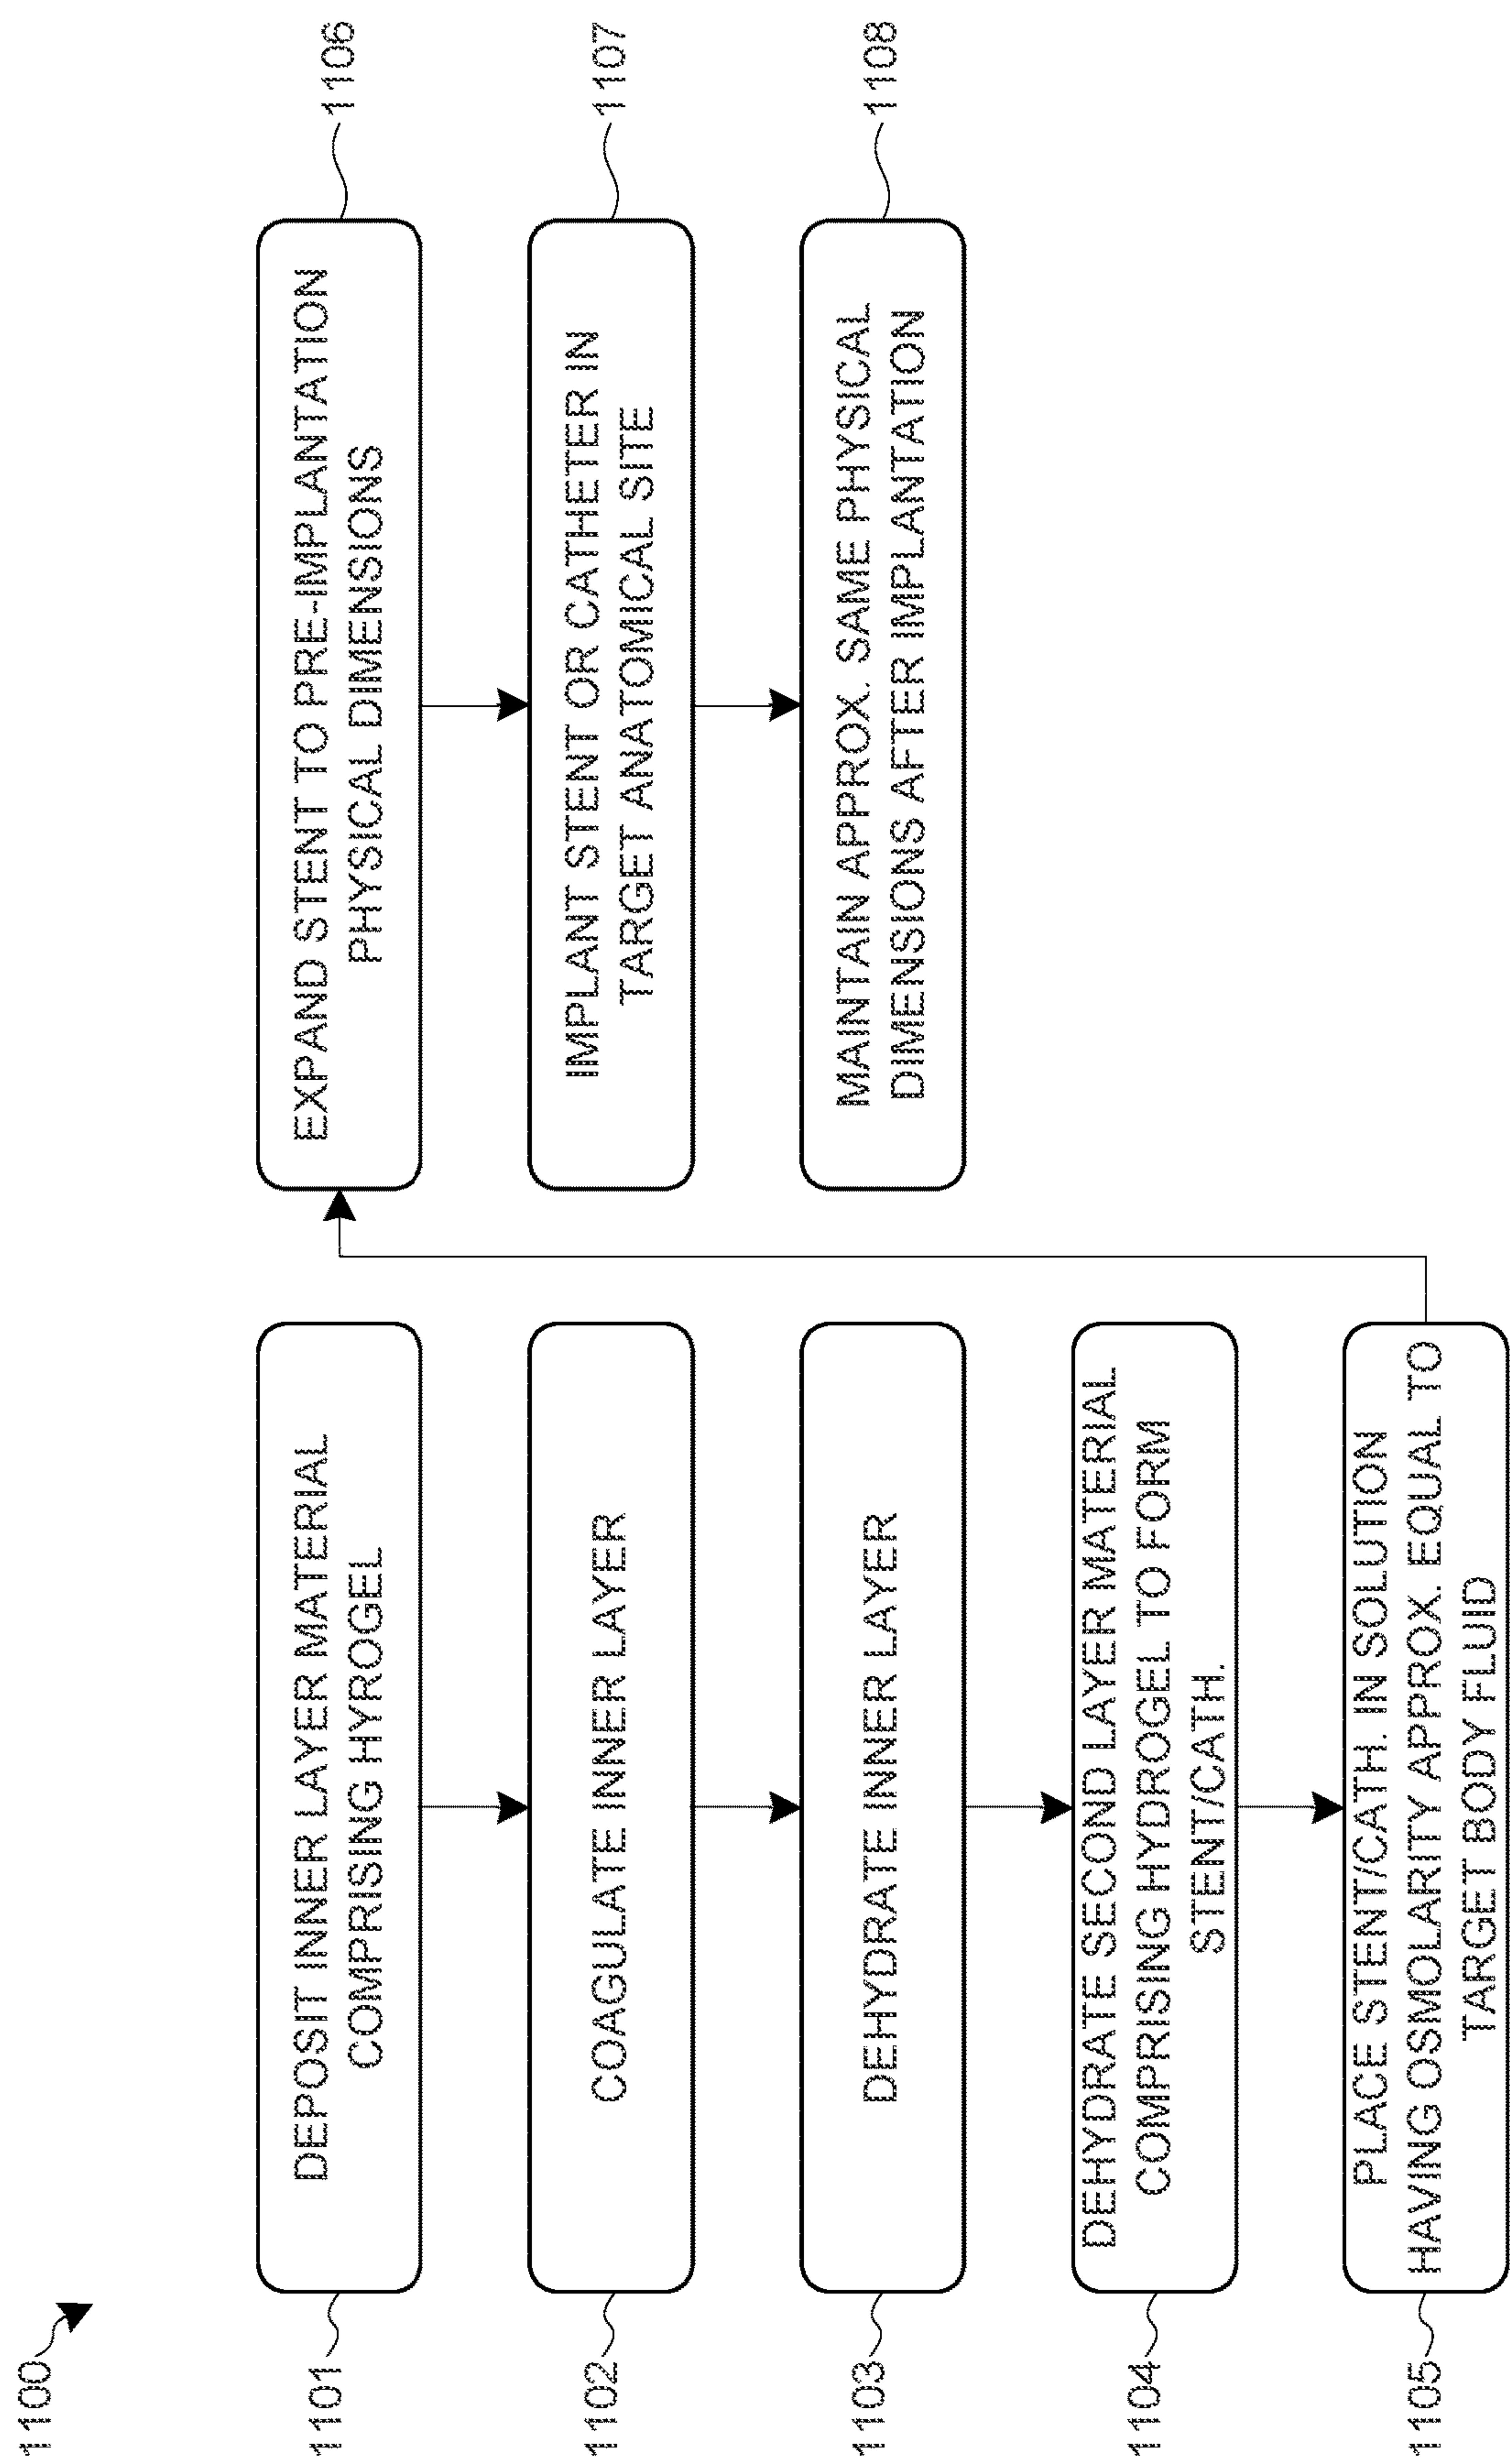 1100
1101
DEPOSIT INNER LAYER MATERIAL
COMPRISING HYROGEL
1102
COAGULATE INNER LAYER
1103
DEHYDRATE INNER LAYER
1104
DEHYDRATE SECOND LAYER MATERIAL
COMPRISING HYDROGEL TO FORM
STENT/CATH.
1105
PLACE STENT/CATH. IN SOLUTION
HAVING OSMOLARITY APPROX. EQUAL TO
TARGET BODY FLUID
EXPAND STENT TO PRE-IMPLANTATION
PHYSICAL DIMENSIONS
1106
IMPLANT STENT OR CATHETER IN
TARGET ANATOMICAL SITE
1107
MAINTAIN APPROX. SAME PHYSICAL
DIMENSIONS AFTER IMPLANTATION
1108